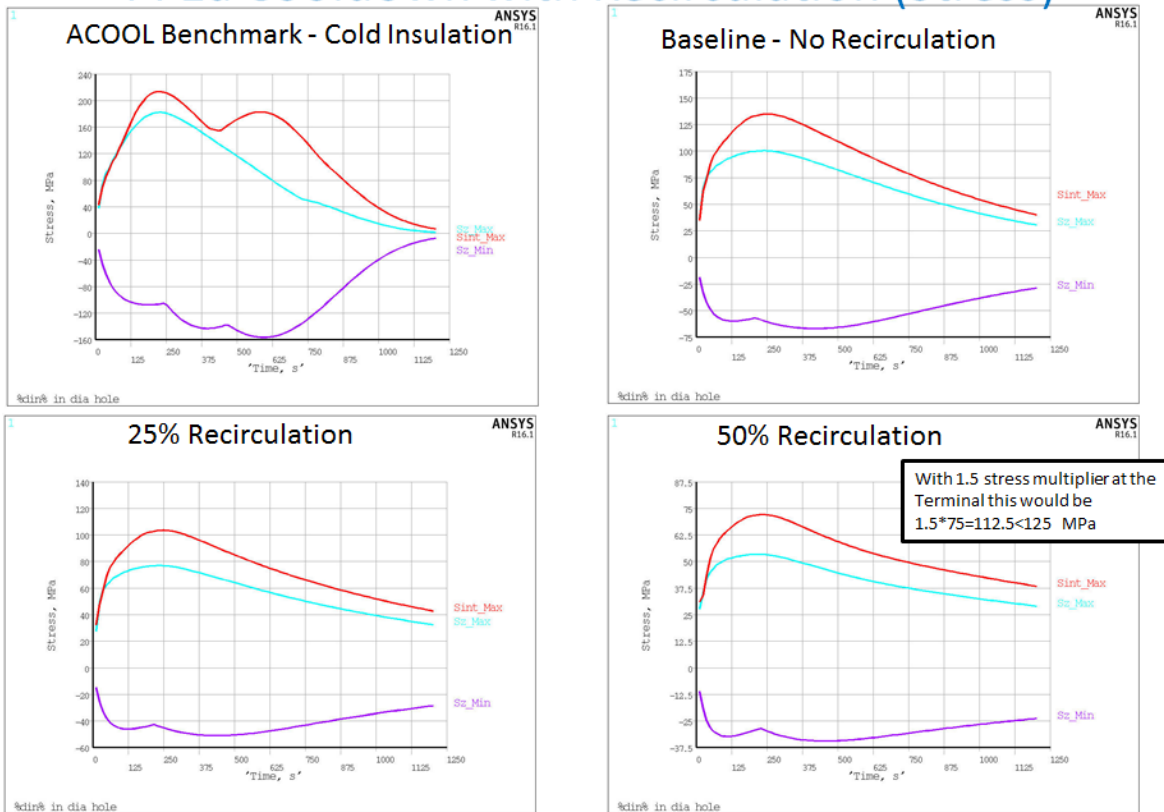 1
ANSYS
R16.1
ACOOL Benchmark - Cold Insulation
240
200
160
120
80
40
0
-40
-80
-120
-160
Stress, MPa
Sz_Max
Sint_Max
Sz_Min
0 125 250 375 500 625 750 875 1000 1125 1250
'Time, s'
%din% in dia hole
1
ANSYS
R16.1
Baseline - No Recirculation
175
150
125
100
75
50
25
0
-25
-50
-75
Stress, MPa
Sint_Max
Sz_Max
Sz_Min
0 125 250 375 500 625 750 875 1000 1125 1250
'Time, s'
%din% in dia hole
1
ANSYS
R16.1
25% Recirculation
140
120
100
80
60
40
20
0
-20
-40
-60
Stress, MPa
Sint_Max
Sz_Max
Sz_Min
0 125 250 375 500 625 750 875 1000 1125 1250
'Time, s'
%din% in dia hole
1
ANSYS
R16.1
50% Recirculation
With 1.5 stress multiplier at the
Terminal this would be
1.5*75=112.5<125 MPa
87.5
75
62.5
50
37.5
25
12.5
0
-12.5
-25
-37.5
Stress, MPa
Sint_Max
Sz_Max
Sz_Min
0 125 250 375 500 625 750 875 1000 1125 1250
'Time, s'
%din% in dia hole